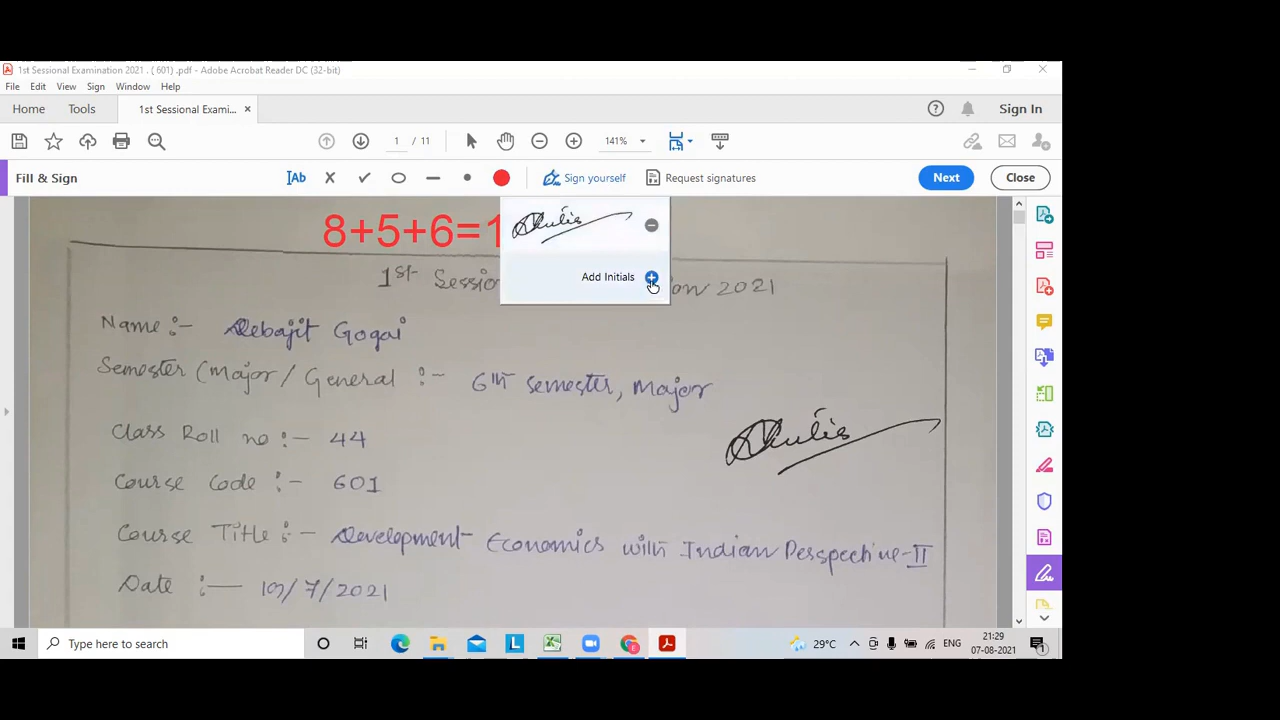 1st Sessional Examination 2021 . ( 601) .pdf - Adobe Acrobat Reader DC (32-bit)
File Edit View Sign Window Help
Home Tools 1st Sessional Exami... × Sign In
1 / 11 141%
Fill & Sign IAb Sign yourself Request signatures Next Close
8+5+6=1
Add Initials
1st Session 2021
Name :- Debajit Gogai
Semester (Major / General :- 6th semester, Major
Class Roll no :- 44
Course Code :- 601
Course Title :- Development Economics with Indian Perspective-II
Date :- 10/7/2021
Type here to search L 29°C ENG 21:29
07-08-2021